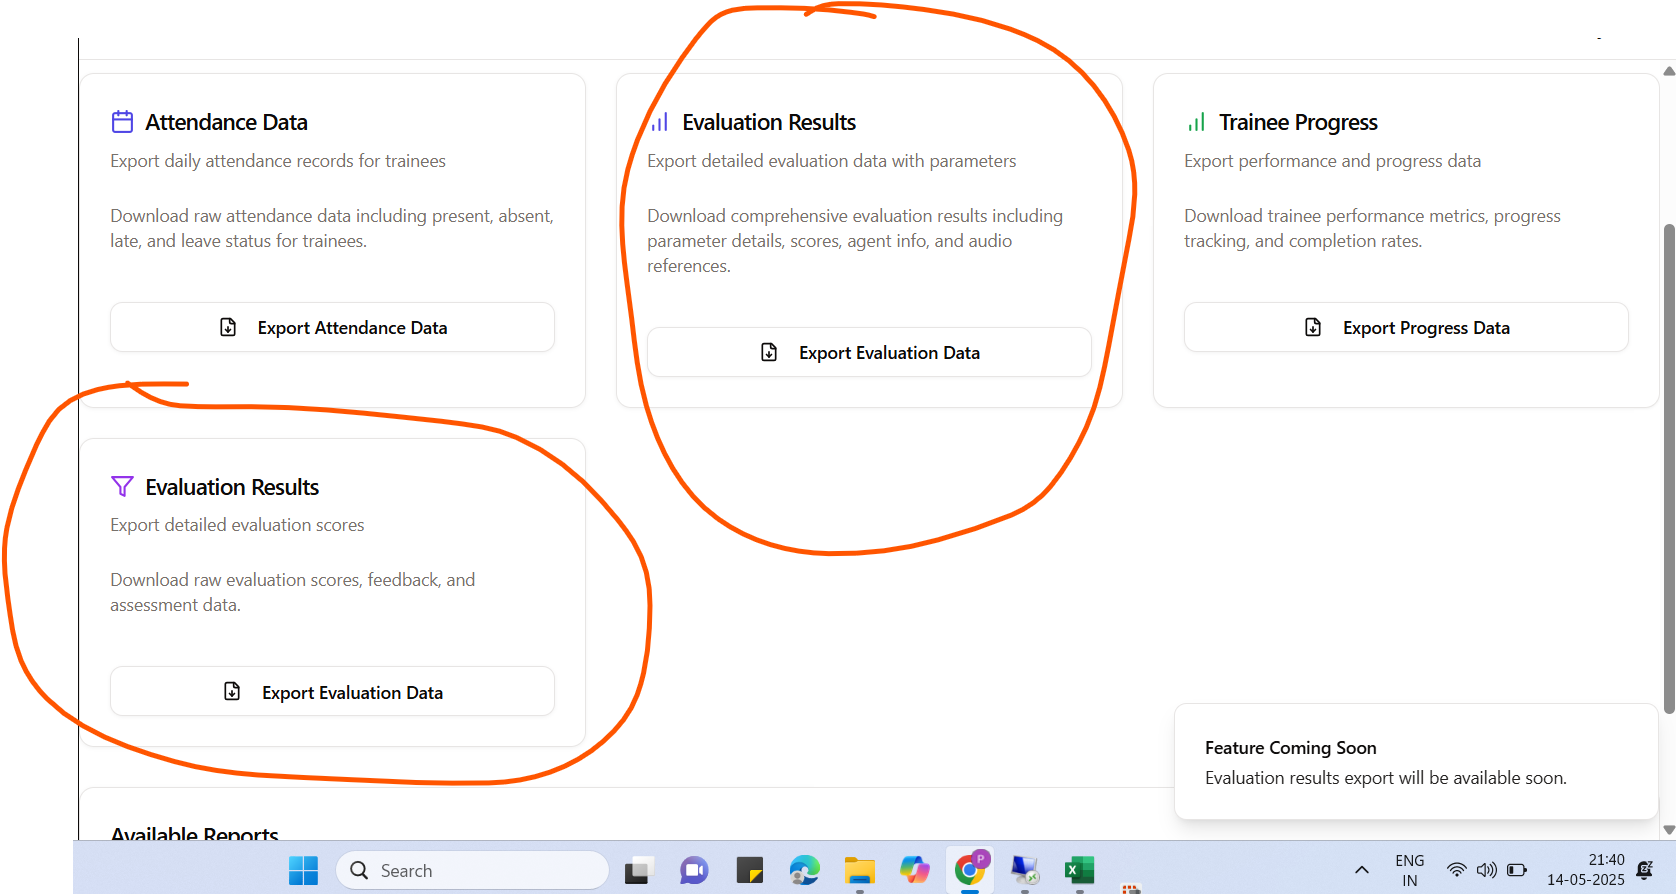 Attendance Data
Export daily attendance records for trainees
Download raw attendance data including present, absent,
late, and leave status for trainees.
Export Attendance Data
Evaluation Results
Export detailed evaluation data with parameters
Download comprehensive evaluation results including
parameter details, scores, agent info, and audio
references.
Export Evaluation Data
Trainee Progress
Export performance and progress data
Download trainee performance metrics, progress
tracking, and completion rates.
Export Progress Data
Evaluation Results
Export detailed evaluation scores
Download raw evaluation scores, feedback, and
assessment data.
Export Evaluation Data
Feature Coming Soon
Evaluation results export will be available soon.
Available Reports
Search
P
ENG
IN
21:40
14-05-2025